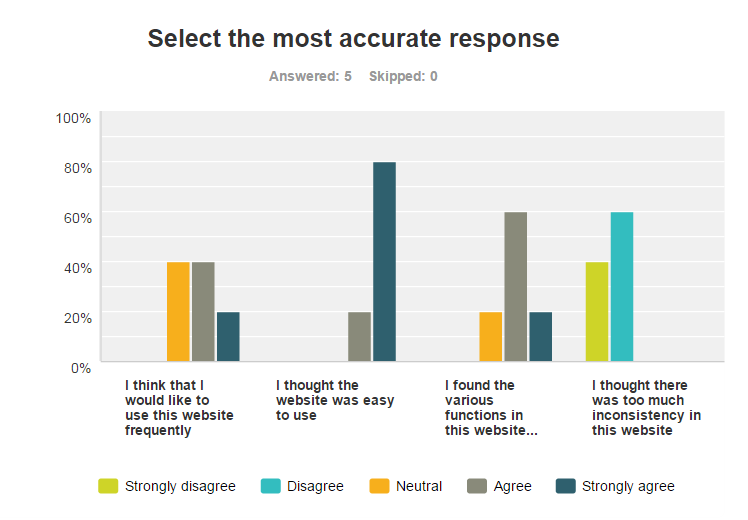 Select the most accurate response
Answered: 5 Skipped: 0
100%
80%
60%
40%
20%
0%
I think that I
would like to
use this website
frequently
I thought the
website was easy
to use
I found the
various
functions in
this website...
I thought there
was too much
inconsistency in
this website
Strongly disagree Disagree Neutral Agree Strongly agree